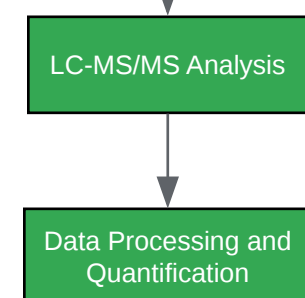 LC-MS/MS Analysis
Data Processing and
Quantification